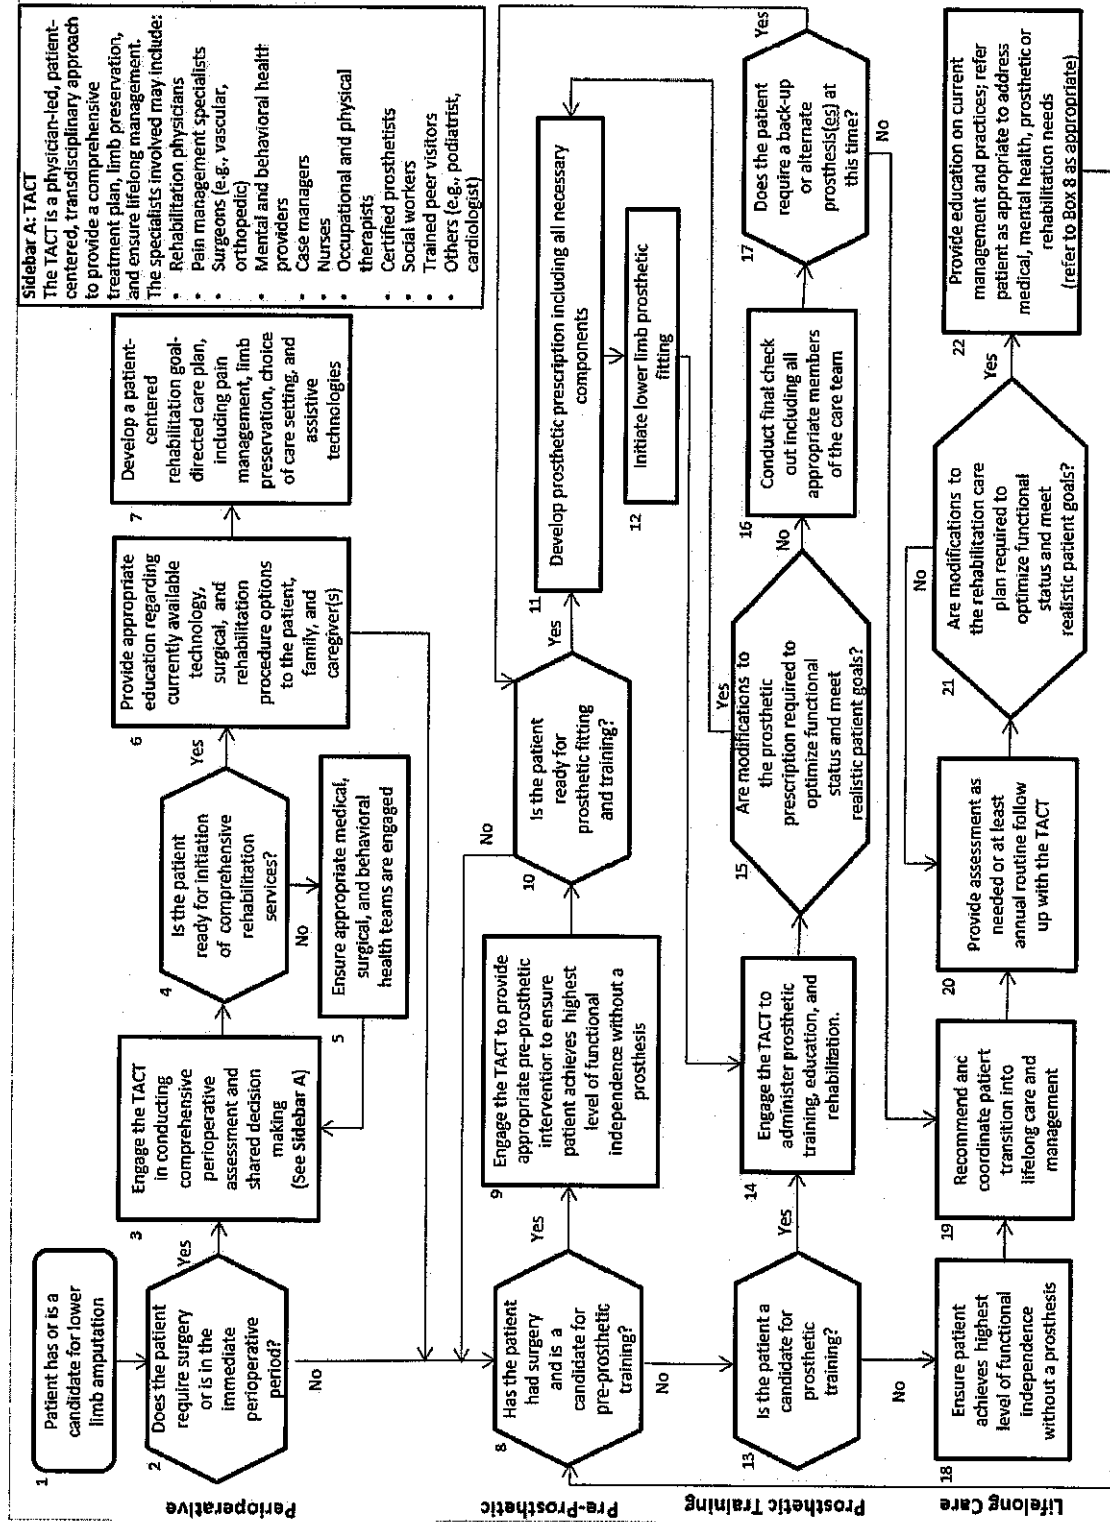 Sidebar A: TACT
The TACT is a physician-led, patient-
centered, transdisciplinary approach
to provide a comprehensive
treatment plan, limb preservation,
and ensure lifelong management.
The specialists involved may include:
• Rehabilitation physicians
• Pain management specialists
• Surgeons (e.g., vascular,
orthopedic)
• Mental and behavioral health
providers
• Case managers
• Nurses
• Occupational and physical
therapists
• Certified prosthetists
• Social workers
• Trained peer visitors
• Others (e.g., podiatrist,
cardiologist)
Perioperative
1
Patient has or is a
candidate for lower
limb amputation
2
Does the patient
require surgery
or is in the
immediate
perioperative
period?
Yes
No
3
Engage the TACT
in conducting
comprehensive
perioperative
assessment and
shared decision
making
(See Sidebar A)
4
Is the patient
ready for initiation
of comprehensive
rehabilitation
services?
Yes
No
5
Ensure appropriate medical,
surgical, and behavioral
health teams are engaged
6
Provide appropriate
education regarding
currently available
technology,
surgical, and
rehabilitation
procedure options
to the patient,
family, and
caregiver(s)
7
Develop a patient-
centered
rehabilitation goal-
directed care plan,
including pain
management, limb
preservation, choice
of care setting, and
assistive
technologies
Pre-Prosthetic
8
Has the patient
had surgery
and is a
candidate for
pre-prosthetic
training?
Yes
No
9
Engage the TACT to provide
appropriate pre-prosthetic
intervention to ensure
patient achieves highest
level of functional
independence without a
prosthesis
10
Is the patient
ready for
prosthetic fitting
and training?
No
Yes
11
Develop prosthetic prescription including all necessary
components
12
Initiate lower limb prosthetic
fitting
Prosthetic Training
13
Is the patient a
candidate for
prosthetic
training?
Yes
No
14
Engage the TACT to
administer prosthetic
training, education, and
rehabilitation.
15
Are modifications to
the prosthetic
prescription required to
optimize functional
status and meet
realistic patient goals?
Yes
No
16
Conduct final check
out including all
appropriate members
of the care team
17
Does the patient
require a back-up
or alternate
prosthesis(es) at
this time?
Yes
No
Lifelong Care
18
Ensure patient
achieves highest
level of functional
independence
without a prosthesis
19
Recommend and
coordinate patient
transition into
lifelong care and
management
20
Provide assessment as
needed or at least
annual routine follow
up with the TACT
21
Are modifications to
the rehabilitation care
plan required to
optimize functional
status and meet
realistic patient goals?
No
Yes
22
Provide education on current
management and practices; refer
patient as appropriate to address
medical, mental health, prosthetic or
rehabilitation needs
(refer to Box 8 as appropriate)